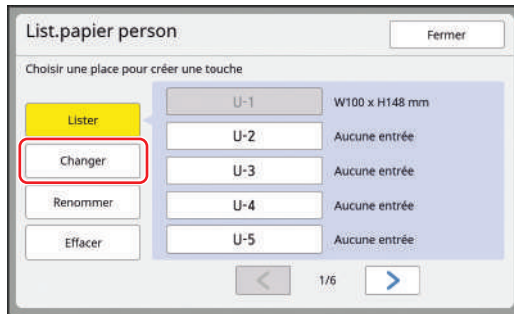 List.papier person
Fermer
Choisir une place pour créer une touche
Lister
Changer
Renommer
Effacer
U-1 W100 x H148 mm
U-2 Aucune entrée
U-3 Aucune entrée
U-4 Aucune entrée
U-5 Aucune entrée
< 1/6 >